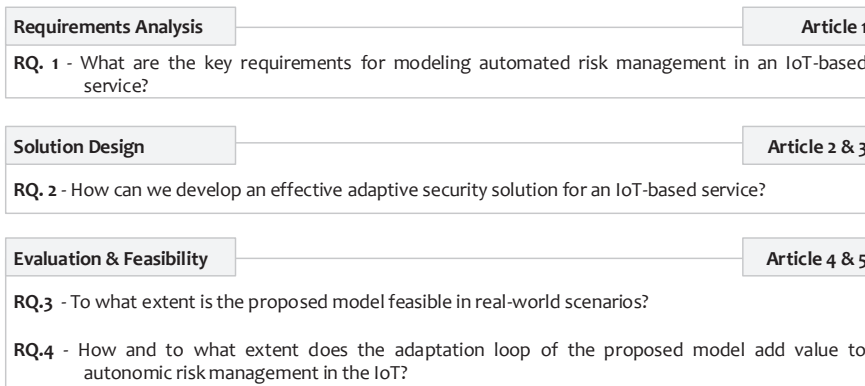 Requirements Analysis Article 1
RQ. 1 - What are the key requirements for modeling automated risk management in an IoT-based
service?
Solution Design Article 2 & 3
RQ. 2 - How can we develop an effective adaptive security solution for an IoT-based service?
Evaluation & Feasibility Article 4 & 5
RQ.3 - To what extent is the proposed model feasible in real-world scenarios?
RQ.4 - How and to what extent does the adaptation loop of the proposed model add value to
autonomic risk management in the IoT?